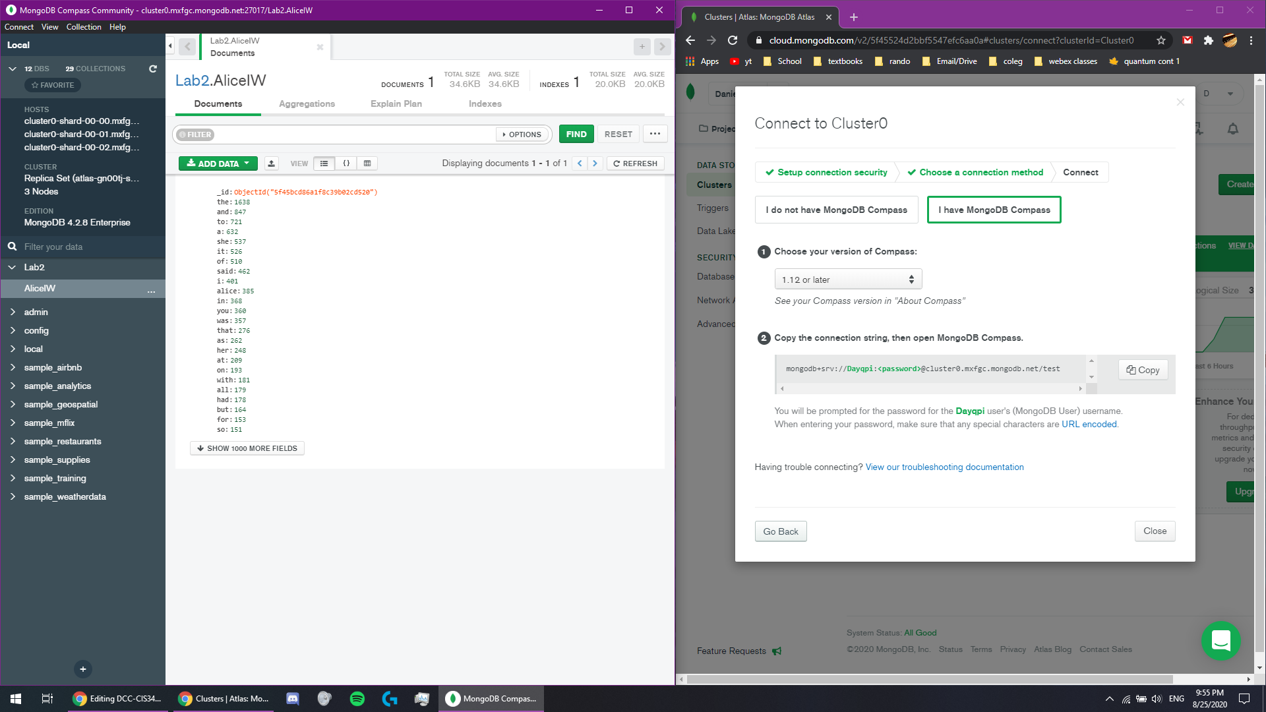 MongoDB Compass Community - cluster0.mxfgc.mongodb.net:27017/Lab2.AliceIW
Connect View Collection Help
Local
12 DBS 29 COLLECTIONS
FAVORITE
HOSTS
cluster0-shard-00-00.mxfg...
cluster0-shard-00-01.mxfg...
cluster0-shard-00-02.mxfg...
CLUSTER
Replica Set (atlas-gn00tj-s...
3 Nodes
EDITION
MongoDB 4.2.8 Enterprise
Filter your data
Lab2
AliceIW ...
admin
config
local
sample_airbnb
sample_analytics
sample_geospatial
sample_mflix
sample_restaurants
sample_supplies
sample_training
sample_weatherdata
Lab2.AliceIW
Documents
Lab2.AliceIW
DOCUMENTS 1 TOTAL SIZE 34.6KB AVG. SIZE 34.6KB INDEXES 1 TOTAL SIZE 20.0KB AVG. SIZE 20.0KB
Documents Aggregations Explain Plan Indexes
FILTER OPTIONS FIND RESET ...
ADD DATA VIEW {} Displaying documents 1 - 1 of 1 REFRESH
_id: ObjectId("5f45bcd86a1f8c39b02cd520")
the: 1638
and: 847
to: 721
a: 632
she: 537
it: 526
of: 510
said: 462
i: 401
alice: 385
in: 368
you: 360
was: 357
that: 276
as: 262
her: 248
at: 209
on: 193
with: 181
all: 179
had: 178
but: 164
for: 153
so: 151
SHOW 1000 MORE FIELDS
Clusters | Atlas: MongoDB Atlas
cloud.mongodb.com/v2/5f45524d2bbf5547efc6aa0a#clusters/connect?clusterId=Cluster0
Apps yt School textbooks rando Email/Drive coleg webex classes quantum cont 1
Danie
D
Projec
DATA STO
Clusters
Triggers
Data Lake
SECURITY
Database
Network A
Advanced
Create
ctions VIEW D
ogical Size 3
ast 6 Hours
Enhance You
For dec
throughp
metrics and
security
upgrade yo
no
Upgr
Connect to Cluster0
Setup connection security Choose a connection method Connect
I do not have MongoDB Compass I have MongoDB Compass
1 Choose your version of Compass:
1.12 or later
See your Compass version in "About Compass"
2 Copy the connection string, then open MongoDB Compass.
mongodb+srv://Dayqpi:<password>@cluster0.mxfgc.mongodb.net/test
Copy
You will be prompted for the password for the Dayqpi user's (MongoDB User) username.
When entering your password, make sure that any special characters are URL encoded.
Having trouble connecting? View our troubleshooting documentation
Go Back Close
Feature Requests
System Status: All Good
©2020 MongoDB, Inc. Status Terms Privacy Atlas Blog Contact Sales
Editing DCC-CIS34...
Clusters | Atlas: Mo...
MongoDB Compas...
ENG
9:55 PM
8/25/2020